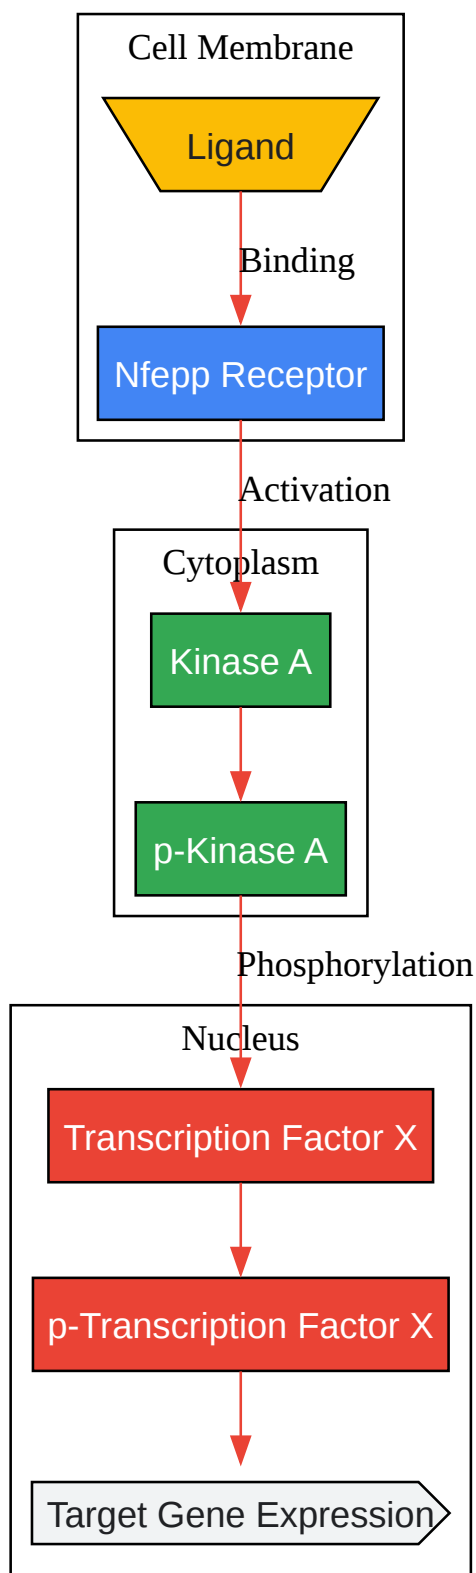 Cell Membrane
Ligand
Binding
Nfepp Receptor
Activation
Cytoplasm
Kinase A
p-Kinase A
Phosphorylation
Nucleus
Transcription Factor X
p-Transcription Factor X
Target Gene Expression